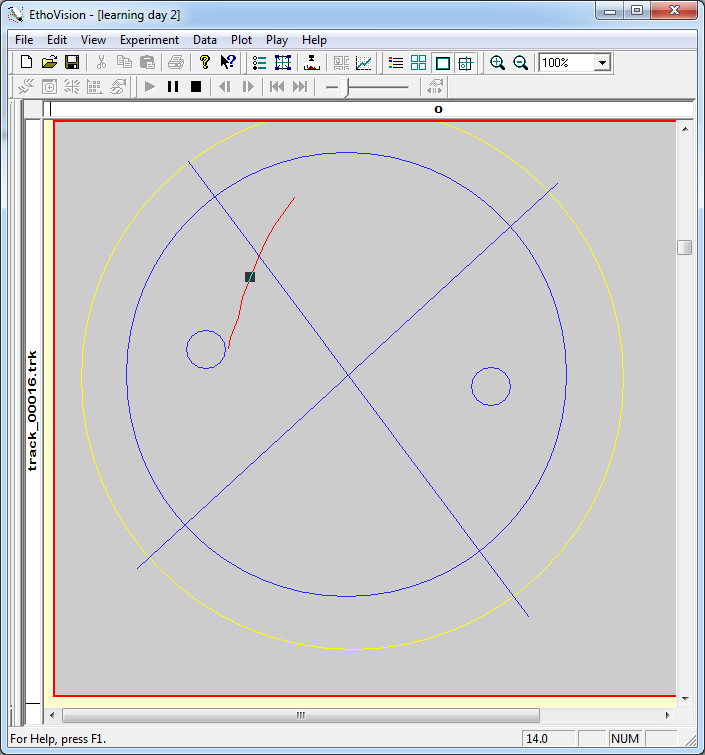 EthoVision - [learning day 2]
File Edit View Experiment Data Plot Play Help
100%
o
track_00016.trk
For Help, press F1.
14.0
NUM